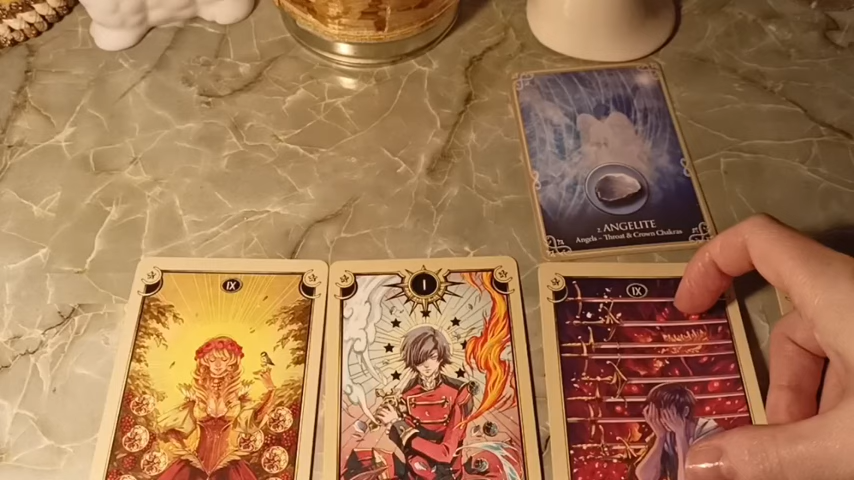 2. ANGELITE
Angels ~ Throat & Crown Chakras
IX
I
IX